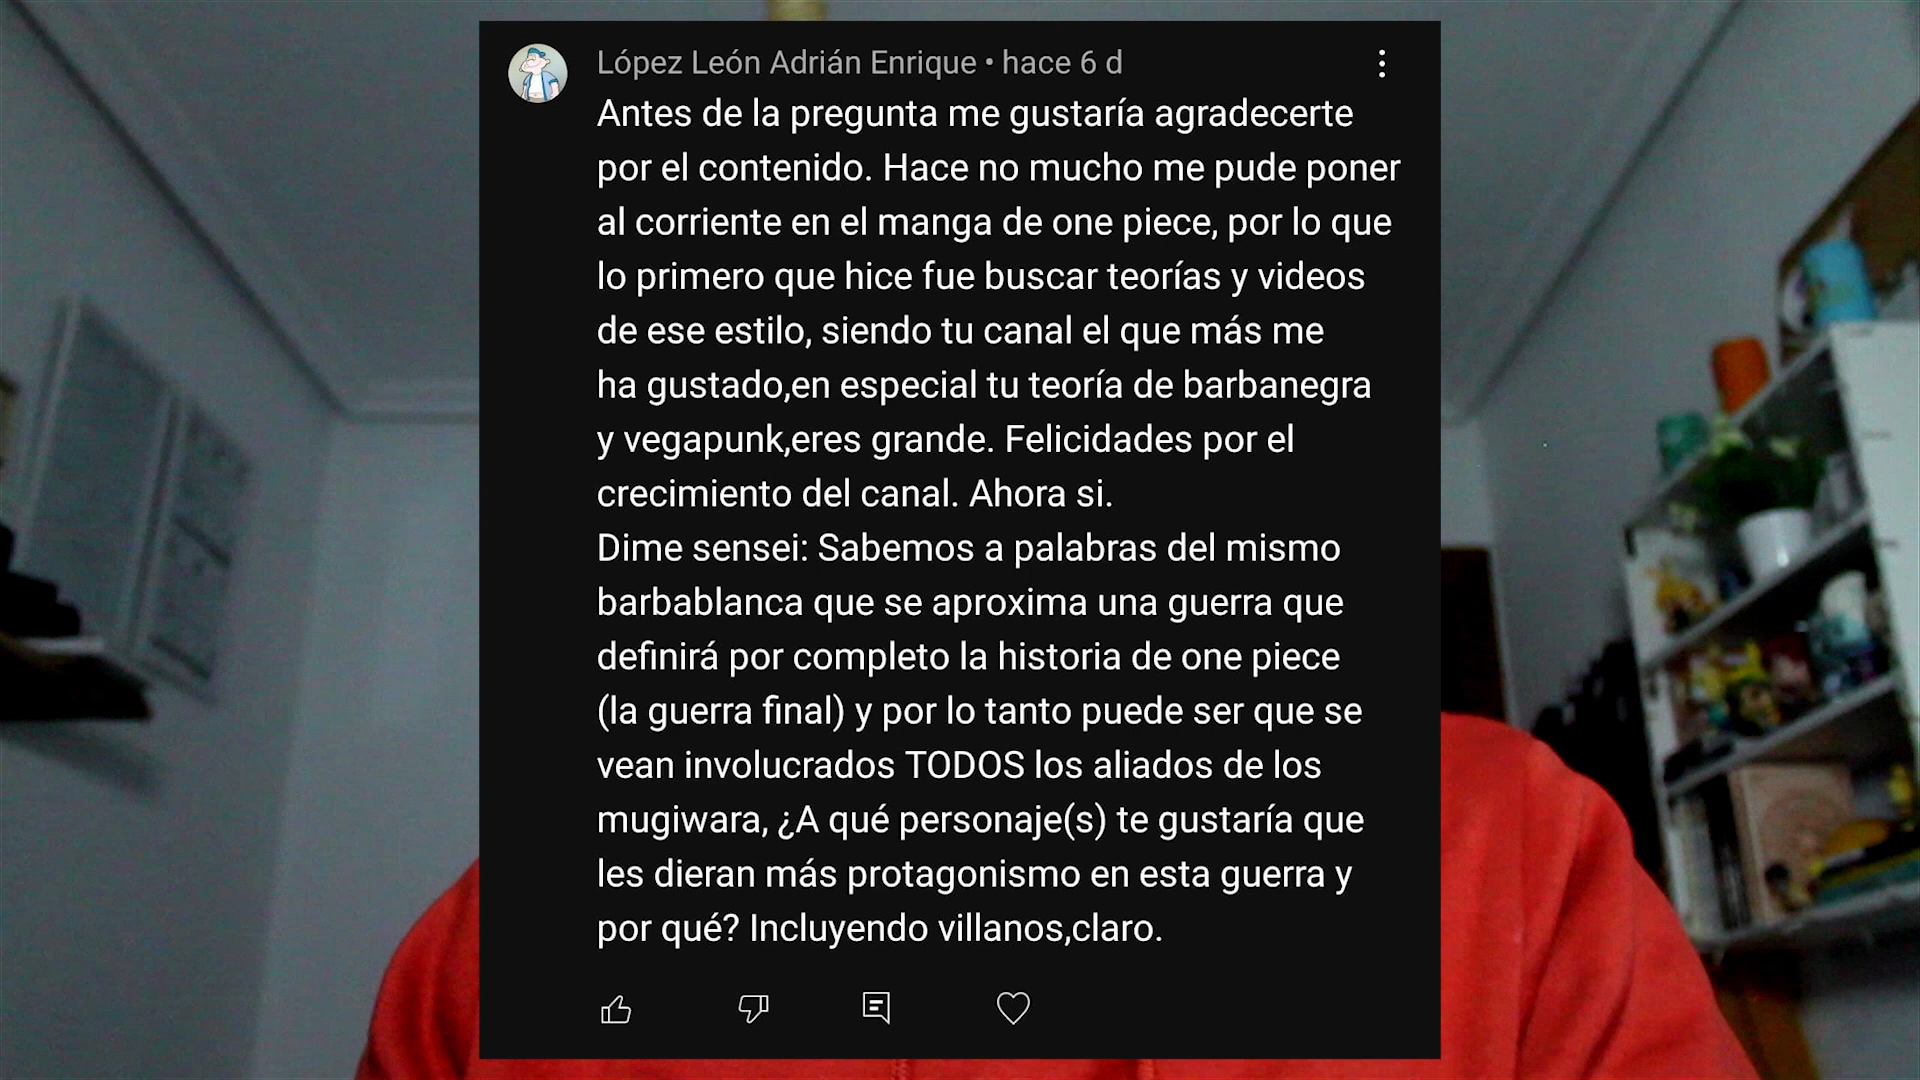 López León Adrián Enrique • hace 6 d
Antes de la pregunta me gustaría agradecerte
por el contenido. Hace no mucho me pude poner
al corriente en el manga de one piece, por lo que
lo primero que hice fue buscar teorías y videos
de ese estilo, siendo tu canal el que más me
ha gustado,en especial tu teoría de barbanegra
y vegapunk,eres grande. Felicidades por el
crecimiento del canal. Ahora si.
Dime sensei: Sabemos a palabras del mismo
barbablanca que se aproxima una guerra que
definirá por completo la historia de one piece
(la guerra final) y por lo tanto puede ser que se
vean involucrados TODOS los aliados de los
mugiwara, ¿A qué personaje(s) te gustaría que
les dieran más protagonismo en esta guerra y
por qué? Incluyendo villanos,claro.